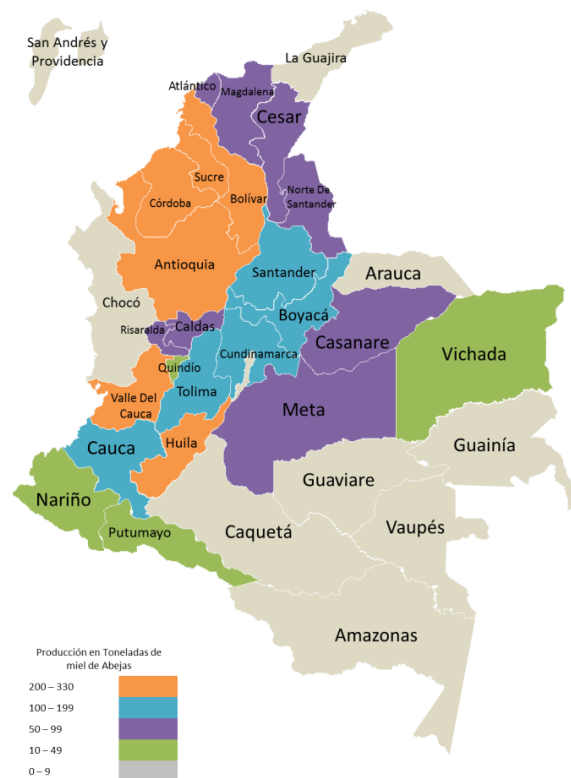 San Andrés y
Providencia
La Guajira
Atlántico
Magdalena
Cesar
Sucre
Norte De
Santander
Córdoba
Bolívar
Antioquia
Santander
Arauca
Chocó
Boyacá
Risaralda
Caldas
Casanare
Cundinamarca
Vichada
Quindío
Tolima
Valle Del
Cauca
Meta
Cauca
Huila
Guainía
Guaviare
Nariño
Caquetá
Vaupés
Putumayo
Amazonas
Producción en Toneladas de
miel de Abejas
200 – 330
100 – 199
50 – 99
10 – 49
0 – 9